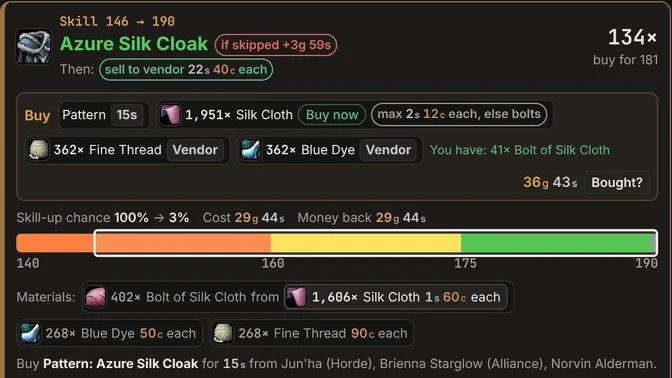 Skill 146 → 190
Azure Silk Cloak if skipped +3g 59s
134×
Then: sell to vendor 22s 40c each
buy for 181
Buy Pattern 15s 1,951× Silk Cloth Buy now max 2s 12c each, else bolts
362× Fine Thread Vendor 362× Blue Dye Vendor You have: 41× Bolt of Silk Cloth
36g 43s Bought?
Skill-up chance 100% → 3% Cost 29g 44s Money back 29g 44s
140 160 175 190
Materials: 402× Bolt of Silk Cloth from 1,606× Silk Cloth 1s 60c each
268× Blue Dye 50c each 268× Fine Thread 90c each
Buy Pattern: Azure Silk Cloak for 15s from Jun'ha (Horde), Brienna Starglow (Alliance), Norvin Alderman.